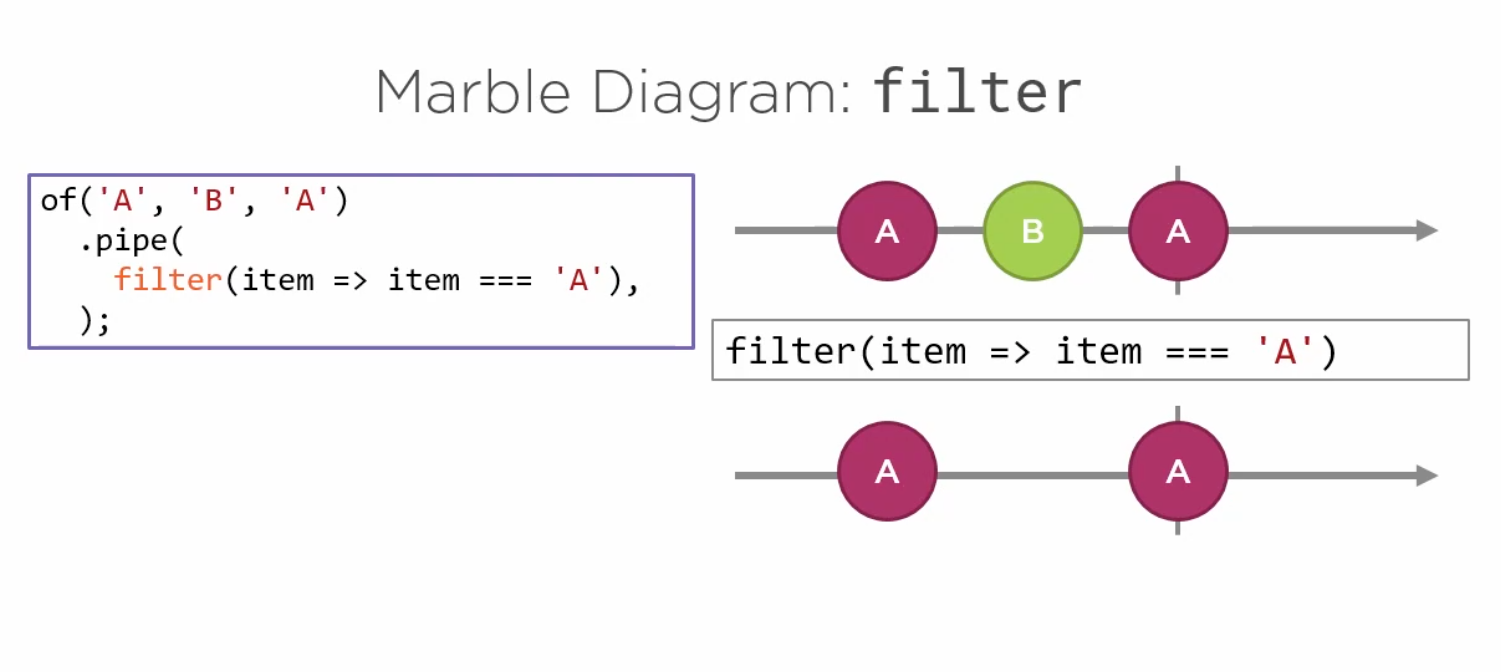 Marble Diagram: filter
of('A', 'B', 'A')
.pipe(
filter(item => item === 'A'),
);
A B A
filter(item => item === 'A')
A A